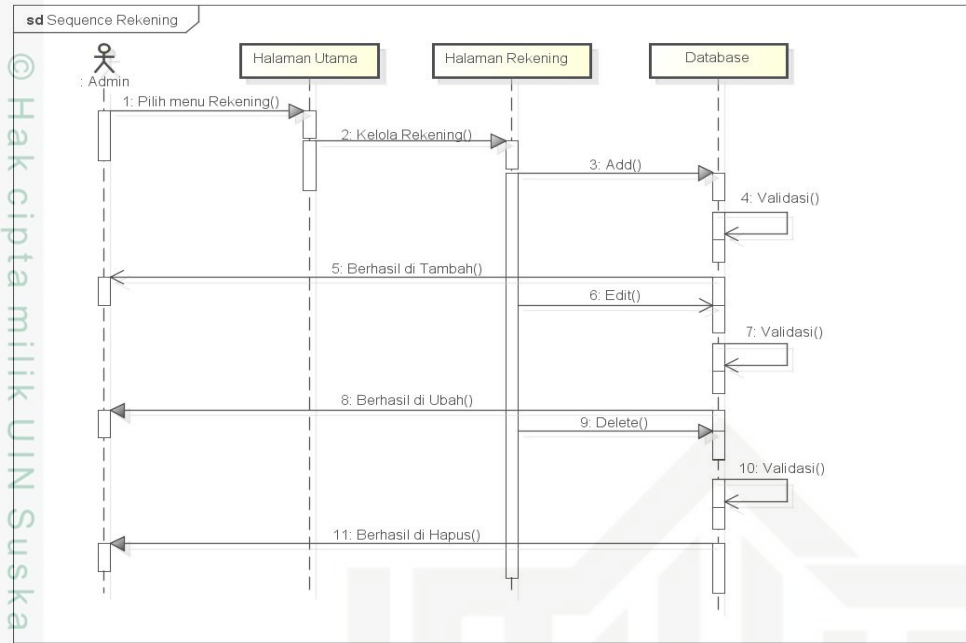 sd Sequence Rekening
: Admin
Halaman Utama
Halaman Rekening
Database
1: Pilih menu Rekening()
2: Kelola Rekening()
3: Add()
4: Validasi()
5: Berhasil di Tambah()
6: Edit()
7: Validasi()
8: Berhasil di Ubah()
9: Delete()
10: Validasi()
11: Berhasil di Hapus()
© Hak cipta milik UIN Suska